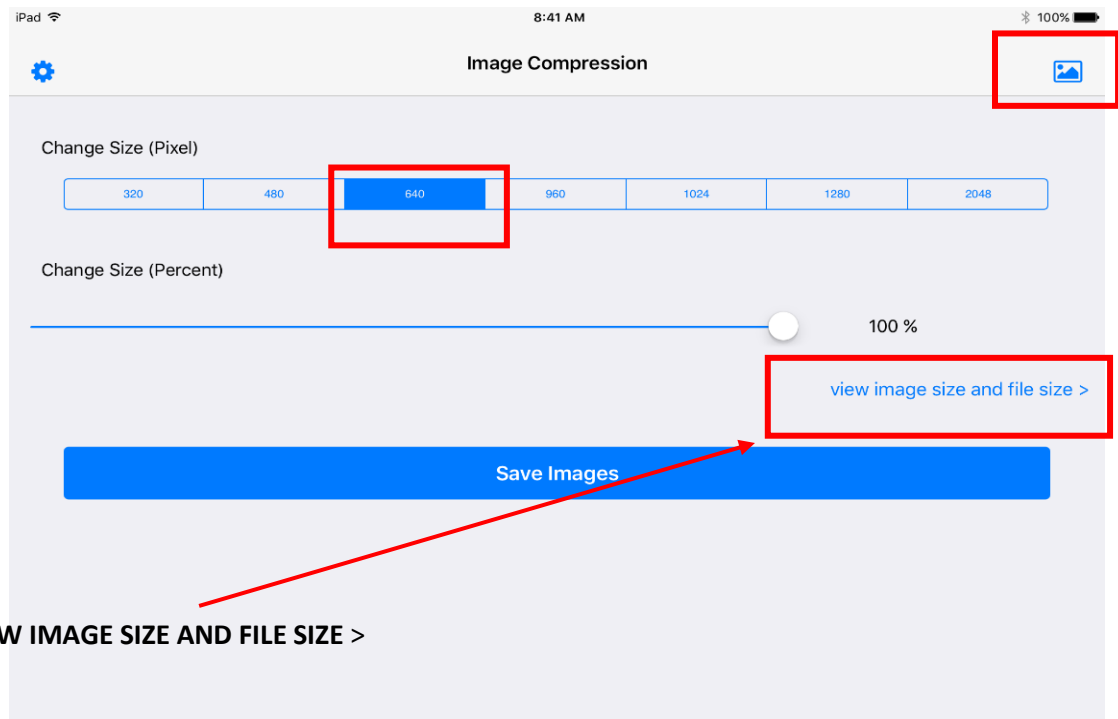 iPad 8:41 AM 100%
Image Compression
Change Size (Pixel)
320 480 640 960 1024 1280 2048
Change Size (Percent)
100 %
view image size and file size >
Save Images
W IMAGE SIZE AND FILE SIZE >